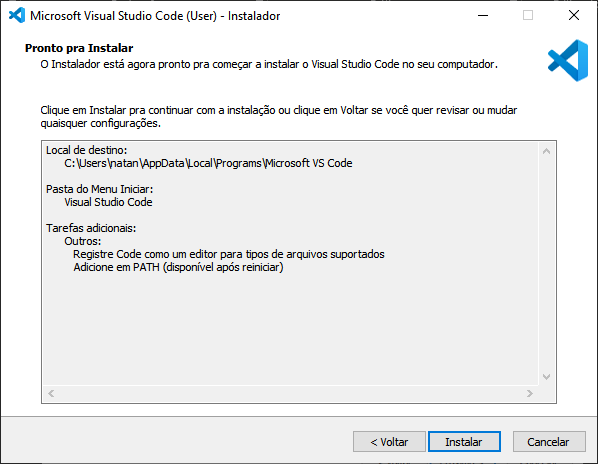 Microsoft Visual Studio Code (User) - Instalador
Pronto pra Instalar
O Instalador está agora pronto pra começar a instalar o Visual Studio Code no seu computador.
Clique em Instalar pra continuar com a instalação ou clique em Voltar se você quer revisar ou mudar
quaisquer configurações.
Local de destino:
C:\Users\natan\AppData\Local\Programs\Microsoft VS Code
Pasta do Menu Iniciar:
Visual Studio Code
Tarefas adicionais:
Outros:
Registre Code como um editor para tipos de arquivos suportados
Adicione em PATH (disponível após reiniciar)
< Voltar Instalar Cancelar